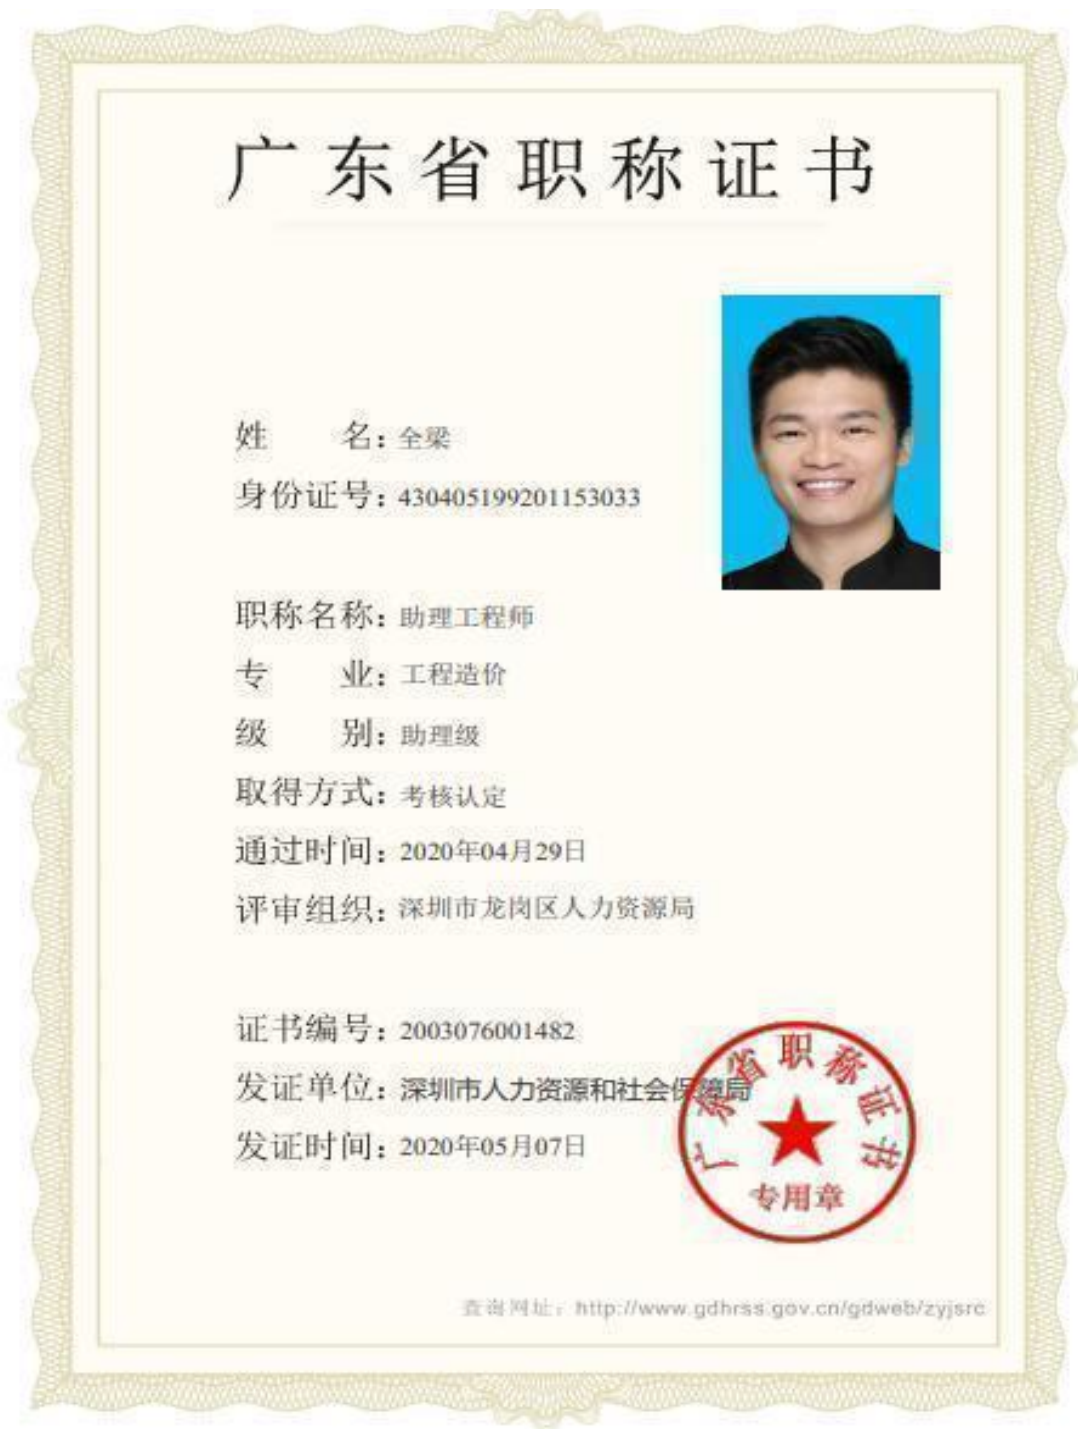 广东省职称证书
姓名：全梁
身份证号：430405199201153033
职称名称：助理工程师
专业：工程造价
级别：助理级
取得方式：考核认定
通过时间：2020年04月29日
评审组织：深圳市龙岗区人力资源局
证书编号：2003076001482
发证单位：深圳市人力资源和社会保障局
发证时间：2020年05月07日
广东省职称证书
专用章
查询网址：http://www.gdhrss.gov.cn/gdweb/zyjsrc